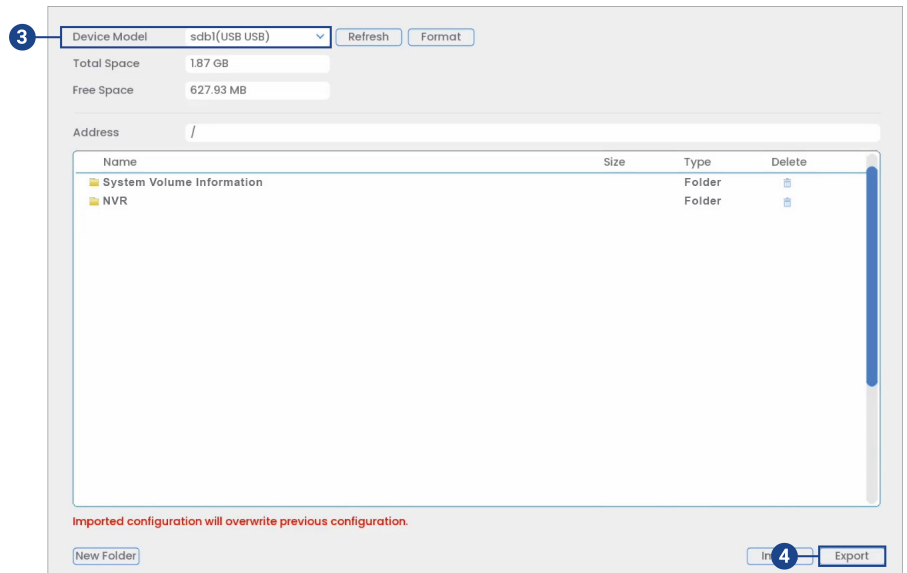 3 Device Model sdb1(USB USB) Refresh Format
Total Space 1.87 GB
Free Space 627.93 MB
Address /
Name Size Type Delete
System Volume Information Folder
NVR Folder
Imported configuration will overwrite previous configuration.
New Folder 4 Export